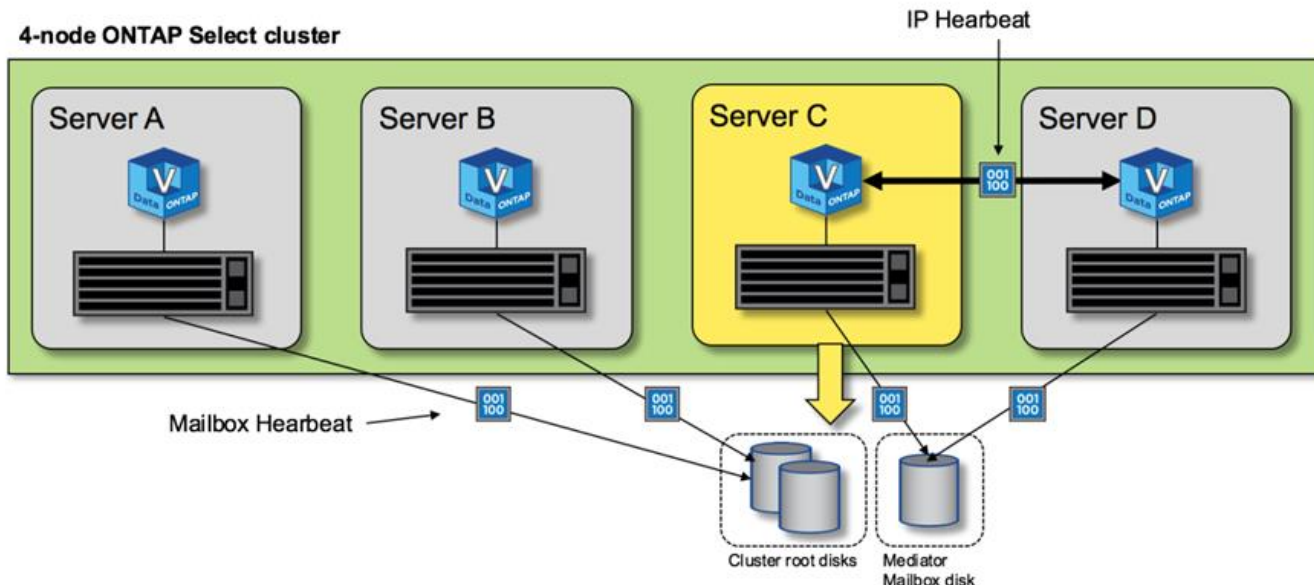 IP Hearbeat
4-node ONTAP Select cluster
Server A
Server B
Server C
Server D
V
Data ONTAP
V
Data ONTAP
V
Data ONTAP
V
Data ONTAP
001
100
001
100
001
100
001
100
001
100
Mailbox Hearbeat
Cluster root disks
Mediator
Mailbox disk